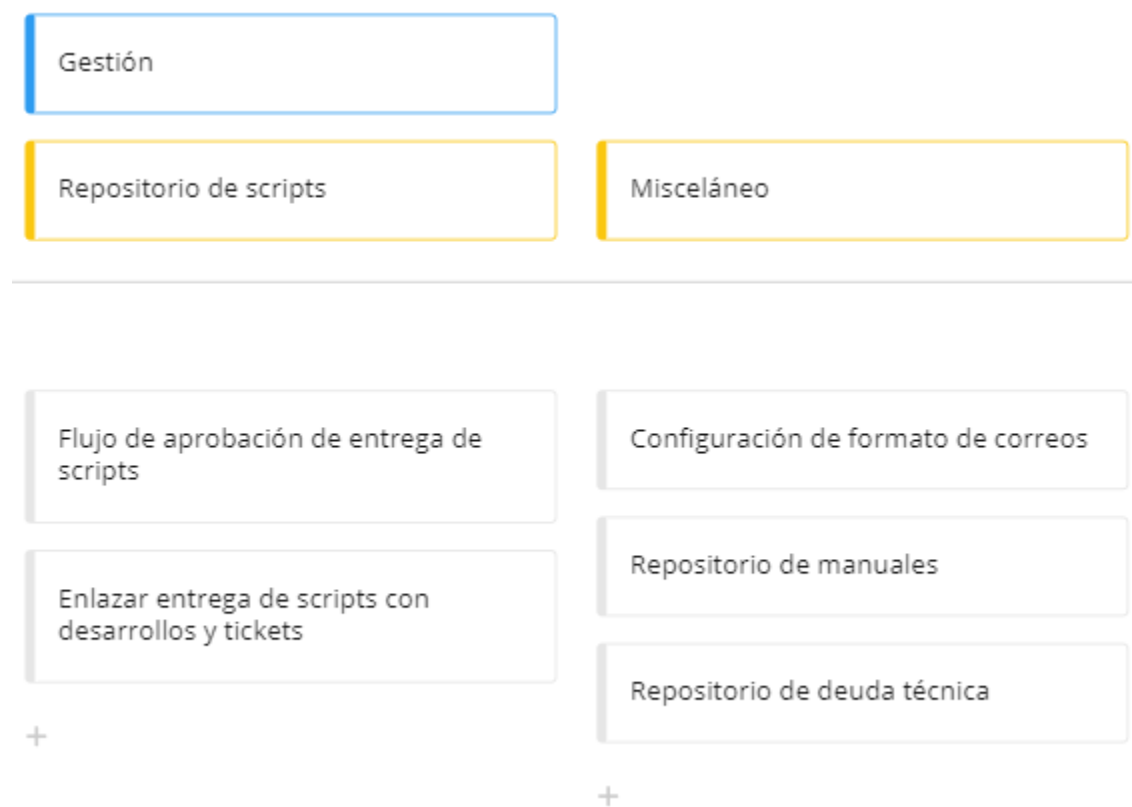 Gestión
Repositorio de scripts
Misceláneo
Flujo de aprobación de entrega de
scripts
Enlazar entrega de scripts con
desarrollos y tickets
+
Configuración de formato de correos
Repositorio de manuales
Repositorio de deuda técnica
+